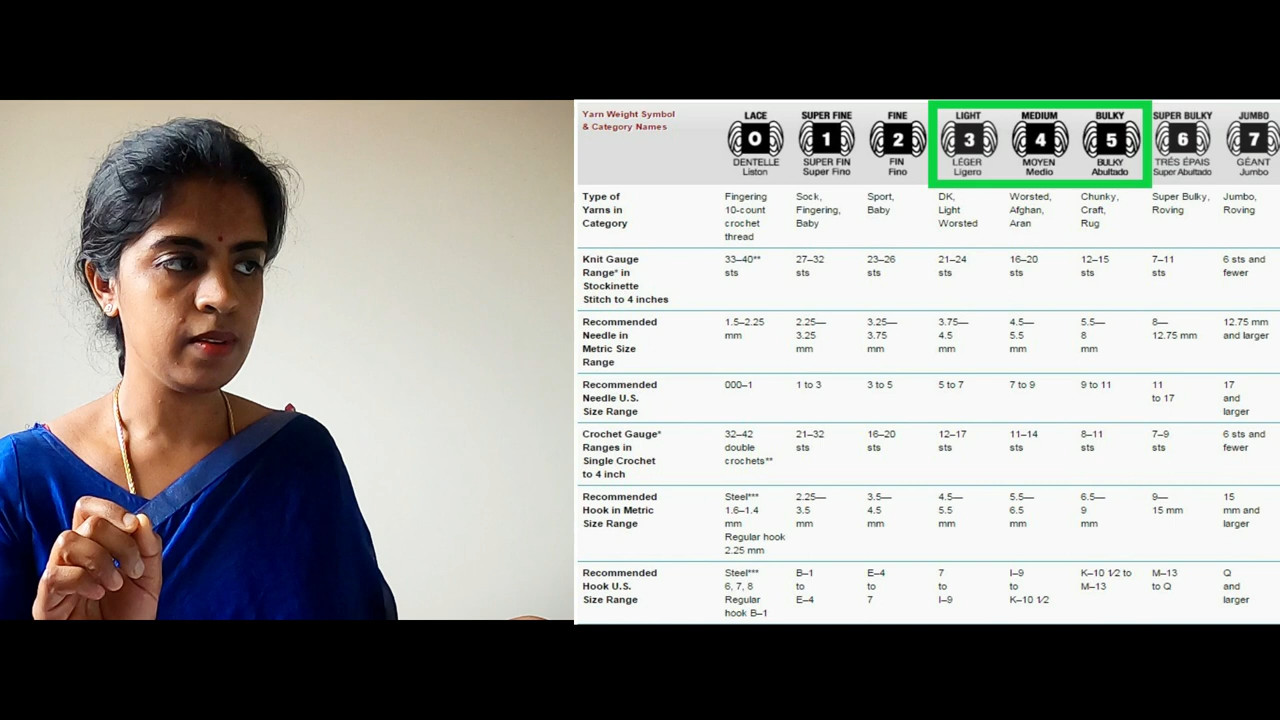 Yarn Weight Symbol
& Category Names
LACE
0
DENTELLE
Liston
SUPER FINE
1
SUPER FIN
Super Fino
FINE
2
FIN
Fino
LIGHT
3
LÉGER
Ligero
MEDIUM
4
MOYEN
Medio
BULKY
5
BULKY
Abultado
SUPER BULKY
6
TRÉS ÉPAIS
Super Abultado
JUMBO
7
GÉANT
Jumbo
Type of
Yarns in
Category
Fingering
10-count
crochet
thread
Sock,
Fingering,
Baby
Sport,
Baby
DK,
Light
Worsted
Worsted,
Afghan,
Aran
Chunky,
Craft,
Rug
Super Bulky,
Roving
Jumbo,
Roving
Knit Gauge
Range* in
Stockinette
Stitch to 4 inches
33–40**
sts
27–32
sts
23–26
sts
21–24
sts
16–20
sts
12–15
sts
7–11
sts
6 sts and
fewer
Recommended
Needle in
Metric Size
Range
1.5–2.25
mm
2.25—
3.25
mm
3.25—
3.75
mm
3.75—
4.5
mm
4.5—
5.5
mm
5.5—
8
mm
8—
12.75 mm
12.75 mm
and larger
Recommended
Needle U.S.
Size Range
000–1
1 to 3
3 to 5
5 to 7
7 to 9
9 to 11
11
to 17
17
and
larger
Crochet Gauge*
Ranges in
Single Crochet
to 4 inch
32–42
double
crochets**
21–32
sts
16–20
sts
12–17
sts
11–14
sts
8–11
sts
7–9
sts
6 sts and
fewer
Recommended
Hook in Metric
Size Range
Steel***
1.6–1.4
mm
Regular hook
2.25 mm
2.25—
3.5
mm
3.5—
4.5
mm
4.5—
5.5
mm
5.5—
6.5
mm
6.5—
9
mm
9—
15 mm
15
mm and
larger
Recommended
Hook U.S.
Size Range
Steel***
6, 7, 8
Regular
hook B–1
B–1
to
E–4
E–4
to
7
7
to
I–9
I–9
to
K–10 1/2
K–10 1/2 to
M–13
M–13
to Q
Q
and
larger